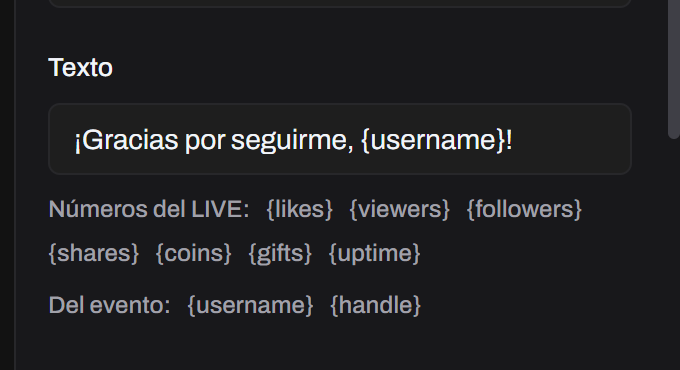 Texto
¡Gracias por seguirme, {username}!
Números del LIVE: {likes} {viewers} {followers}
{shares} {coins} {gifts} {uptime}
Del evento: {username} {handle}